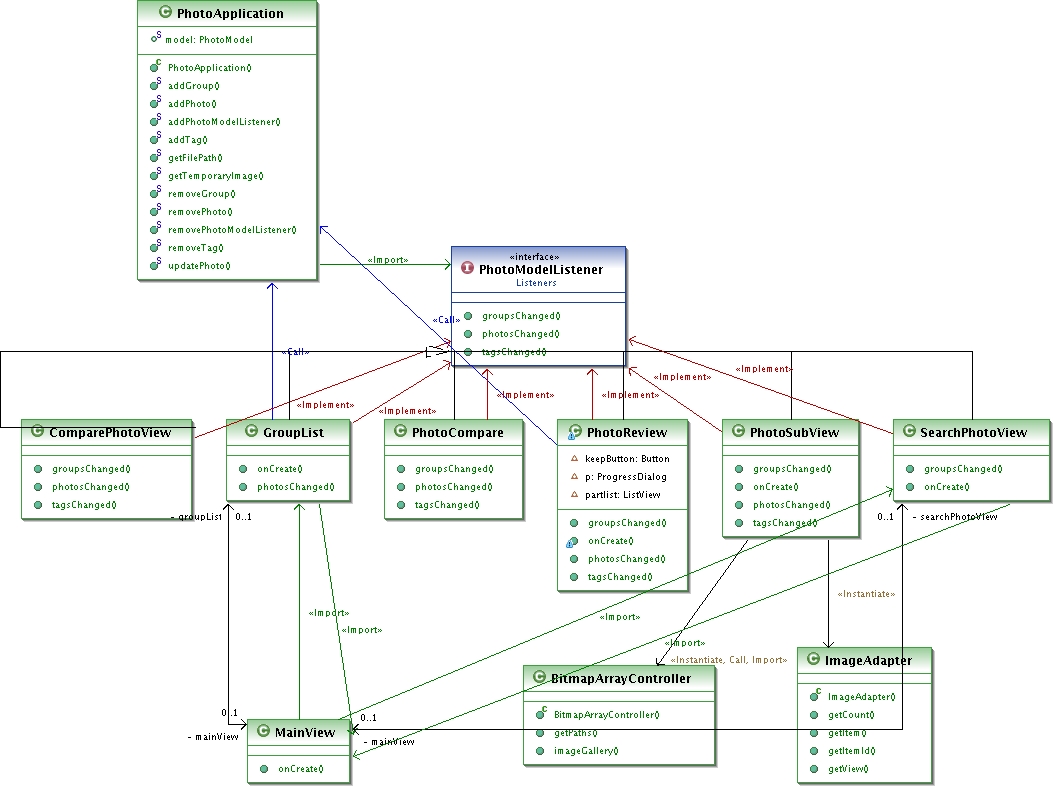 PhotoApplication
model: PhotoModel
PhotoApplication()
addGroup()
addPhoto()
addPhotoModelListener()
addTag()
getFilePath()
getTemporaryImage()
removeGroup()
removePhoto()
removePhotoModelListener()
removeTag()
updatePhoto()
«Import»
«interface»
PhotoModelListener
Listeners
groupsChanged()
photosChanged()
tagsChanged()
«Call»
«Call»
«Implement»
«Implement»
«Implement»
«Implement»
«Implement»
«Implement»
ComparePhotoView
groupsChanged()
photosChanged()
tagsChanged()
GroupList
onCreate()
photosChanged()
PhotoCompare
groupsChanged()
photosChanged()
tagsChanged()
PhotoReview
keepButton: Button
p: ProgressDialog
partlist: ListView
groupsChanged()
onCreate()
photosChanged()
tagsChanged()
PhotoSubView
groupsChanged()
onCreate()
photosChanged()
tagsChanged()
SearchPhotoView
groupsChanged()
onCreate()
- groupList
0..1
0..1
- searchPhotoView
«Instantiate»
«Import»
«Import»
«Import»
«Import»
«Instantiate, Call, Import»
0..1
- mainView
0..1
- mainView
MainView
onCreate()
BitmapArrayController
BitmapArrayController()
getPaths()
imageGallery()
ImageAdapter
ImageAdapter()
getCount()
getItem()
getItemId()
getView()